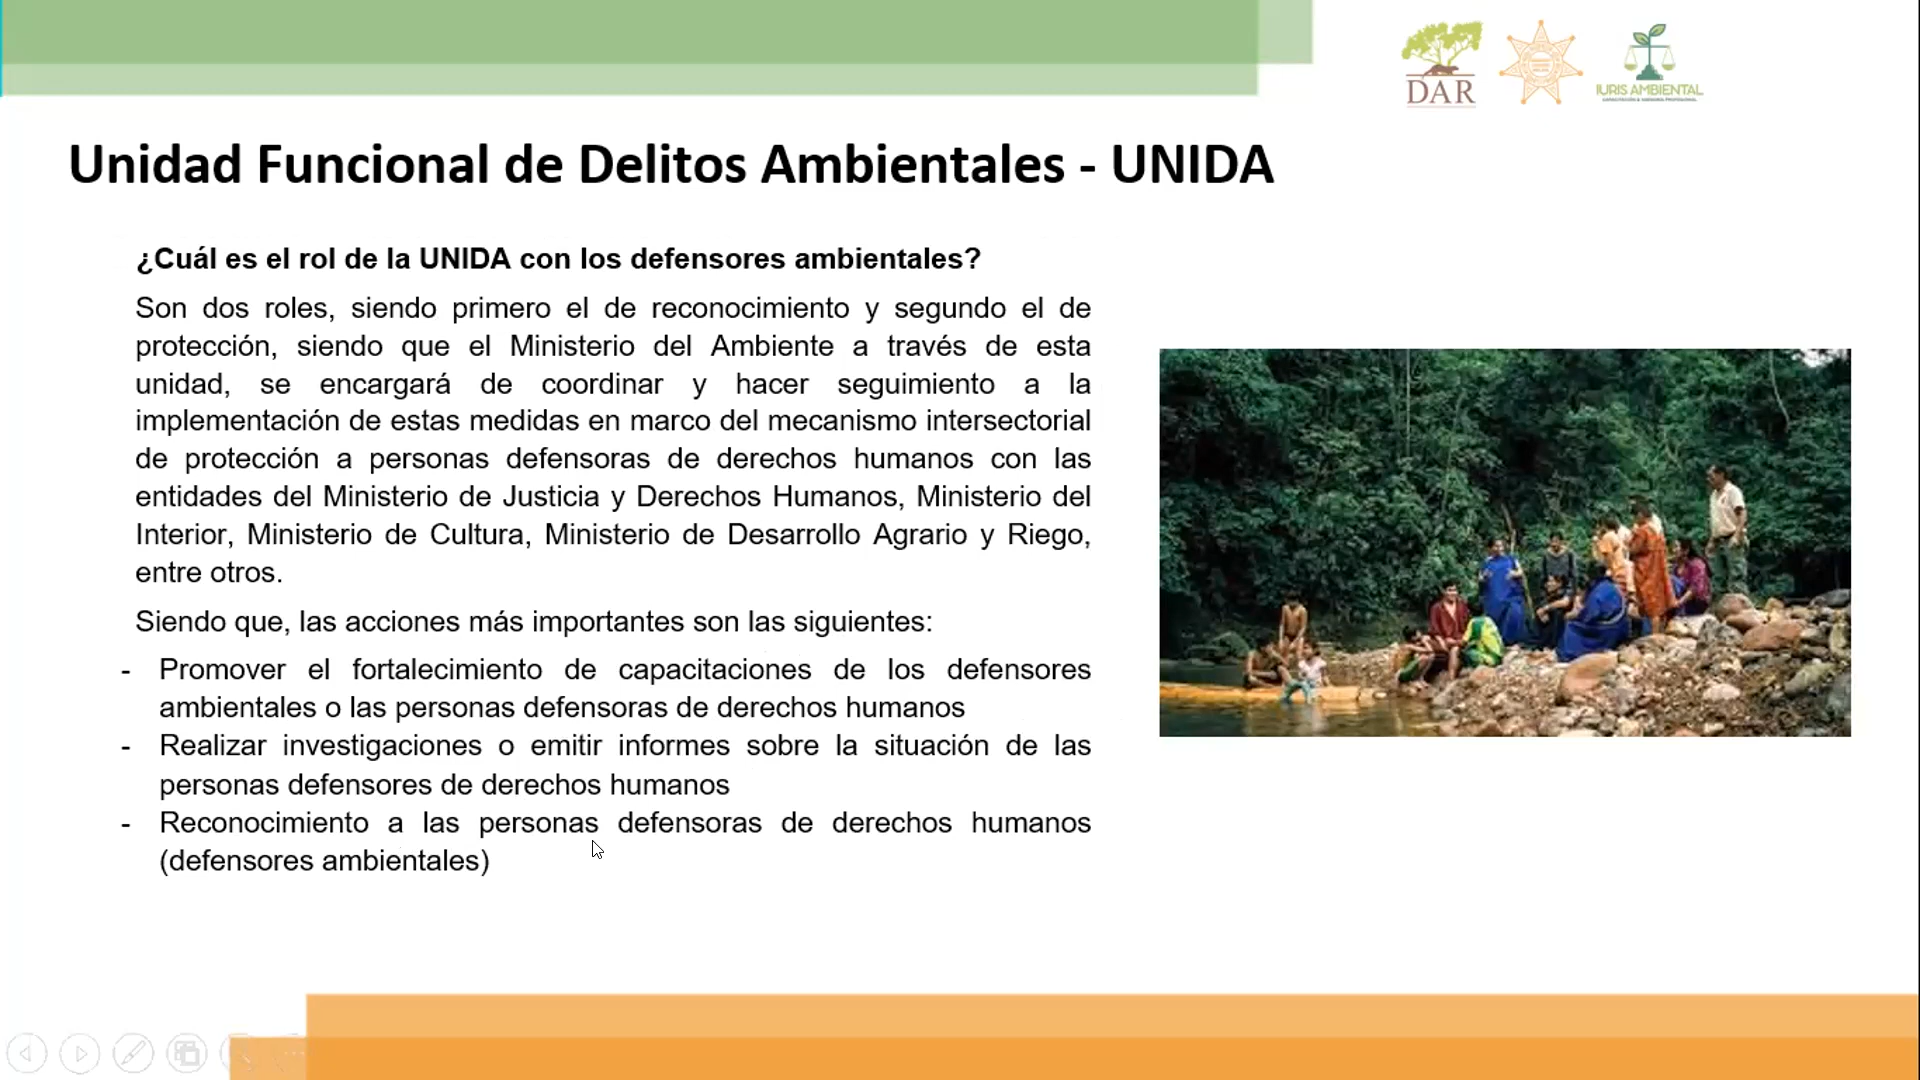 DAR
IURIS AMBIENTAL
Unidad Funcional de Delitos Ambientales - UNIDA
¿Cuál es el rol de la UNIDA con los defensores ambientales?
Son dos roles, siendo primero el de reconocimiento y segundo el de
protección, siendo que el Ministerio del Ambiente a través de esta
unidad, se encargará de coordinar y hacer seguimiento a la
implementación de estas medidas en marco del mecanismo intersectorial
de protección a personas defensoras de derechos humanos con las
entidades del Ministerio de Justicia y Derechos Humanos, Ministerio del
Interior, Ministerio de Cultura, Ministerio de Desarrollo Agrario y Riego,
entre otros.
Siendo que, las acciones más importantes son las siguientes:
- Promover el fortalecimiento de capacitaciones de los defensores
ambientales o las personas defensoras de derechos humanos
- Realizar investigaciones o emitir informes sobre la situación de las
personas defensores de derechos humanos
- Reconocimiento a las personas defensoras de derechos humanos
(defensores ambientales)